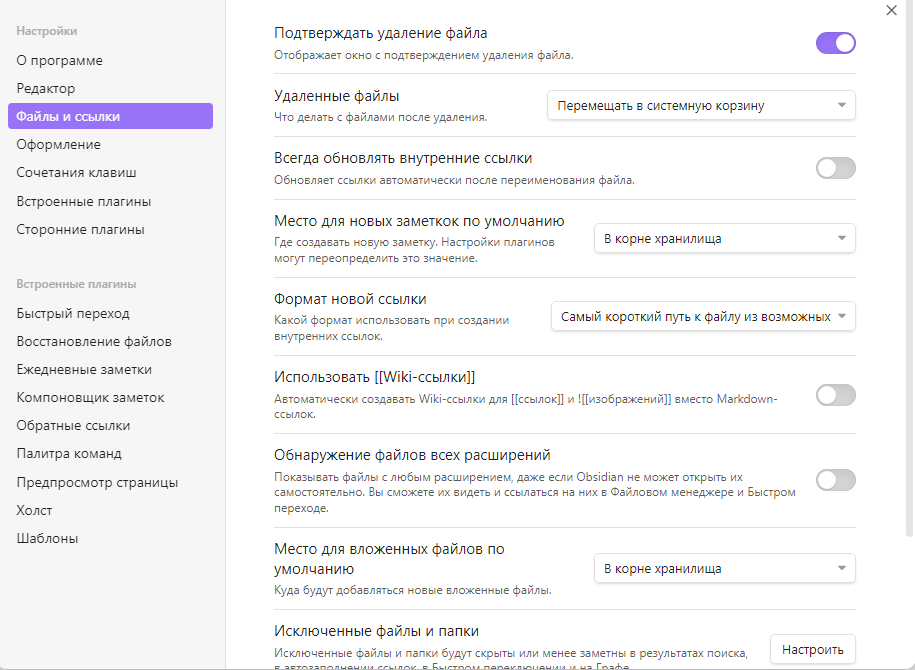 Настройки
О программе
Редактор
Файлы и ссылки
Оформление
Сочетания клавиш
Встроенные плагины
Сторонние плагины
Встроенные плагины
Быстрый переход
Восстановление файлов
Ежедневные заметки
Компоновщик заметок
Обратные ссылки
Палитра команд
Предпросмотр страницы
Холст
Шаблоны
Подтверждать удаление файла
Отображает окно с подтверждением удаления файла.
Удаленные файлы
Что делать с файлами после удаления.
Перемещать в системную корзину
Всегда обновлять внутренние ссылки
Обновляет ссылки автоматически после переименования файла.
Место для новых заметкок по умолчанию
Где создавать новую заметку. Настройки плагинов
могут переопределить это значение.
В корне хранилища
Формат новой ссылки
Какой формат использовать при создании
внутренних ссылок.
Самый короткий путь к файлу из возможных
Использовать [[Wiki-ссылки]]
Автоматически создавать Wiki-ссылки для [[ссылок]] и ![[изображений]] вместо Markdown-
ссылок.
Обнаружение файлов всех расширений
Показывать файлы с любым расширением, даже если Obsidian не может открыть их
самостоятельно. Вы сможете их видеть и ссылаться на них в Файловом менеджере и Быстром
переходе.
Место для вложенных файлов по
умолчанию
Куда будут добавляться новые вложенные файлы.
В корне хранилища
Исключенные файлы и папки
Исключенные файлы и папки будут скрыты или менее заметны в результатах поиска,
в автозаполнении ссылок, в Быстром переключении и на Графе.
Настроить